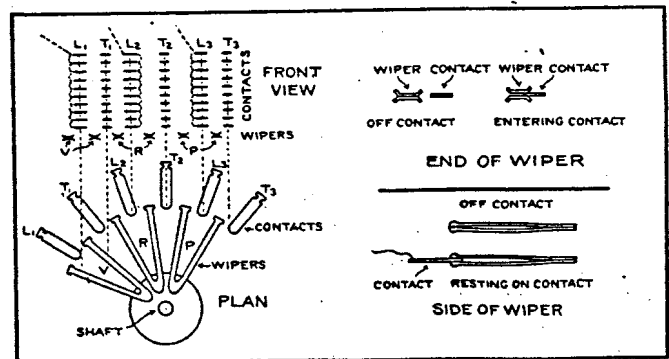 L1 T1 L2 T2 L3 T3
CONTACTS
FRONT
VIEW
V R P WIPERS
L1 T1 L2 T2 L3 T3
R P
V
CONTACTS
WIPERS
PLAN
SHAFT
WIPER CONTACT
WIPER CONTACT
OFF CONTACT
ENTERING CONTACT
END OF WIPER
OFF CONTACT
CONTACT
RESTING ON CONTACT
SIDE OF WIPER